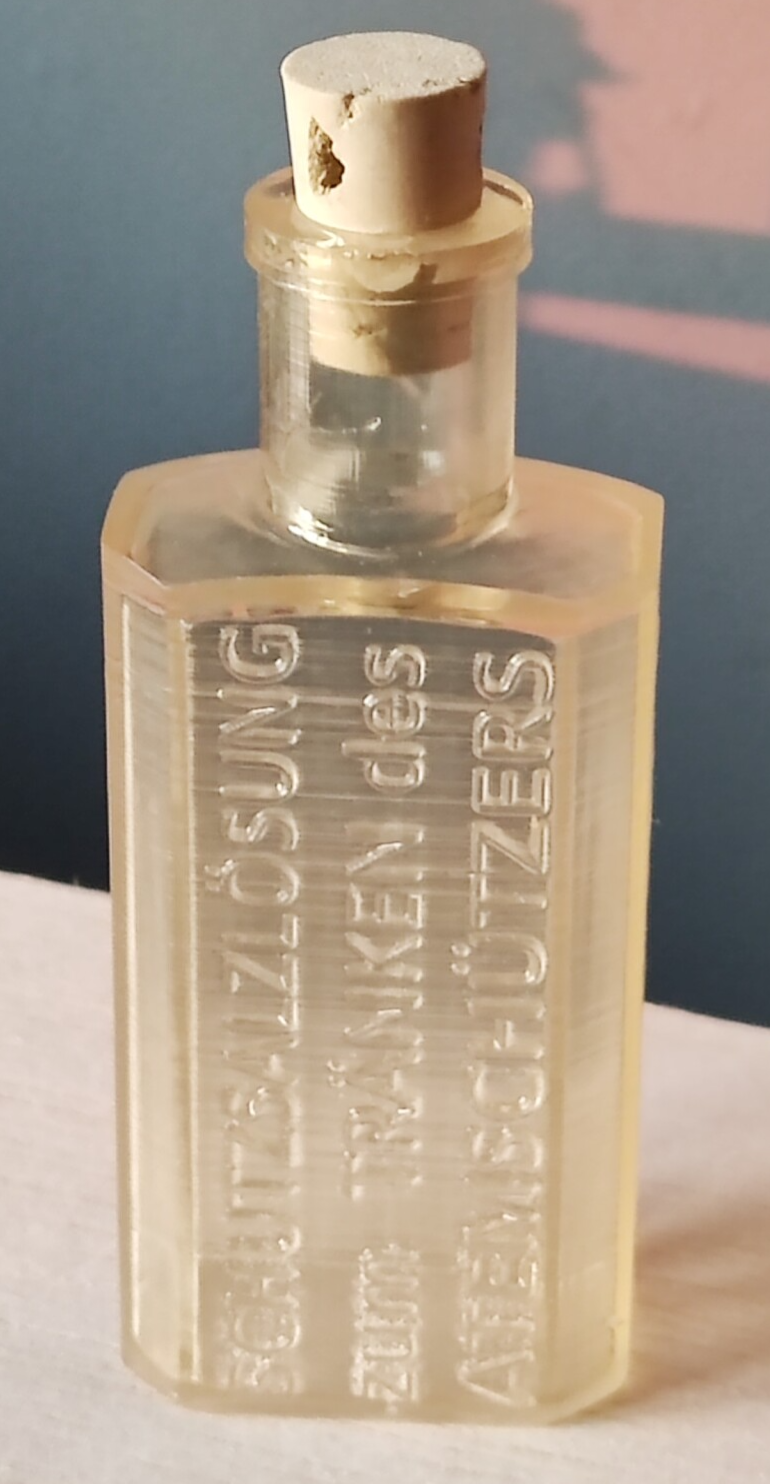 SCHUTZSALZLÖSUNG
zum TRÄNKEN des
ATEMSCHÜTZERS